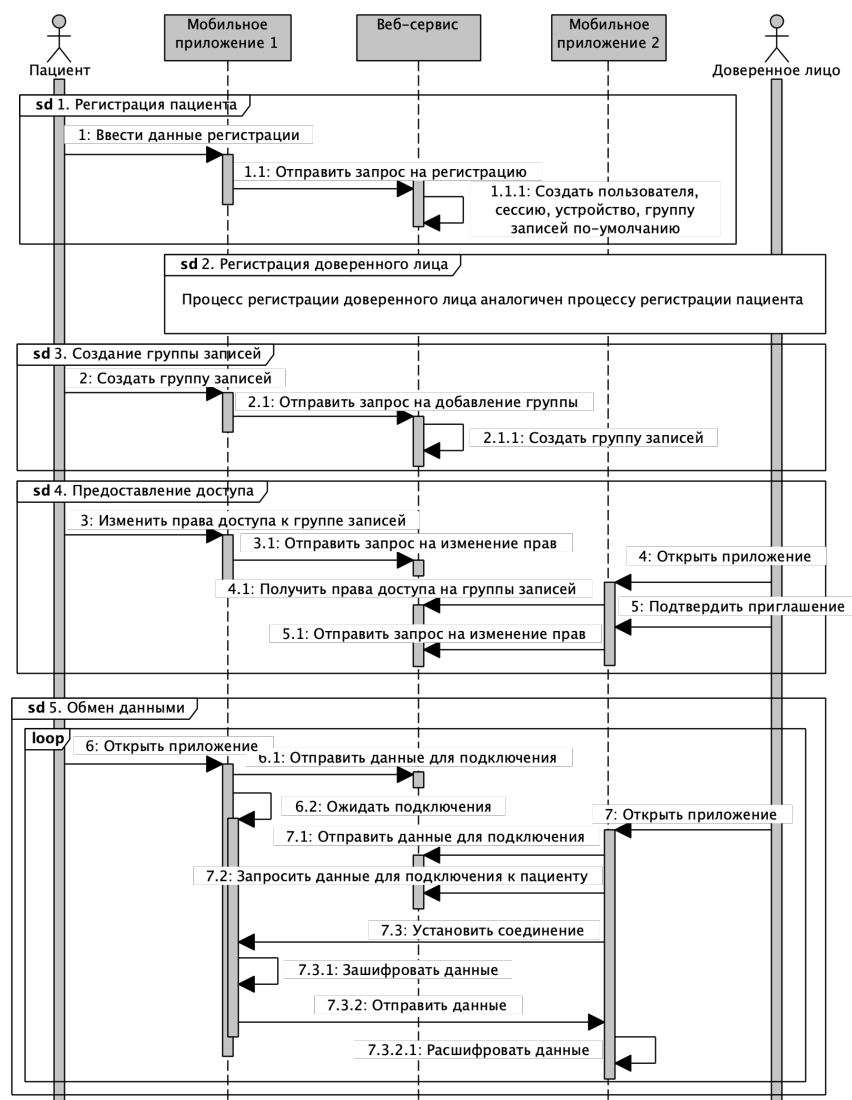 Мобильное
приложение 1
Веб-сервис
Мобильное
приложение 2
Пациент
Доверенное лицо
sd 1. Регистрация пациента
1: Ввести данные регистрации
1.1: Отправить запрос на регистрацию
1.1.1: Создать пользователя,
сессию, устройство, группу
записей по-умолчанию
sd 2. Регистрация доверенного лица
Процесс регистрации доверенного лица аналогичен процессу регистрации пациента
sd 3. Создание группы записей
2: Создать группу записей
2.1: Отправить запрос на добавление группы
2.1.1: Создать группу записей
sd 4. Предоставление доступа
3: Изменить права доступа к группе записей
3.1: Отправить запрос на изменение прав
4: Открыть приложение
4.1: Получить права доступа на группы записей
5: Подтвердить приглашение
5.1: Отправить запрос на изменение прав
sd 5. Обмен данными
loop
6: Открыть приложение
6.1: Отправить данные для подключения
6.2: Ожидать подключения
7: Открыть приложение
7.1: Отправить данные для подключения
7.2: Запросить данные для подключения к пациенту
7.3: Установить соединение
7.3.1: Зашифровать данные
7.3.2: Отправить данные
7.3.2.1: Расшифровать данные